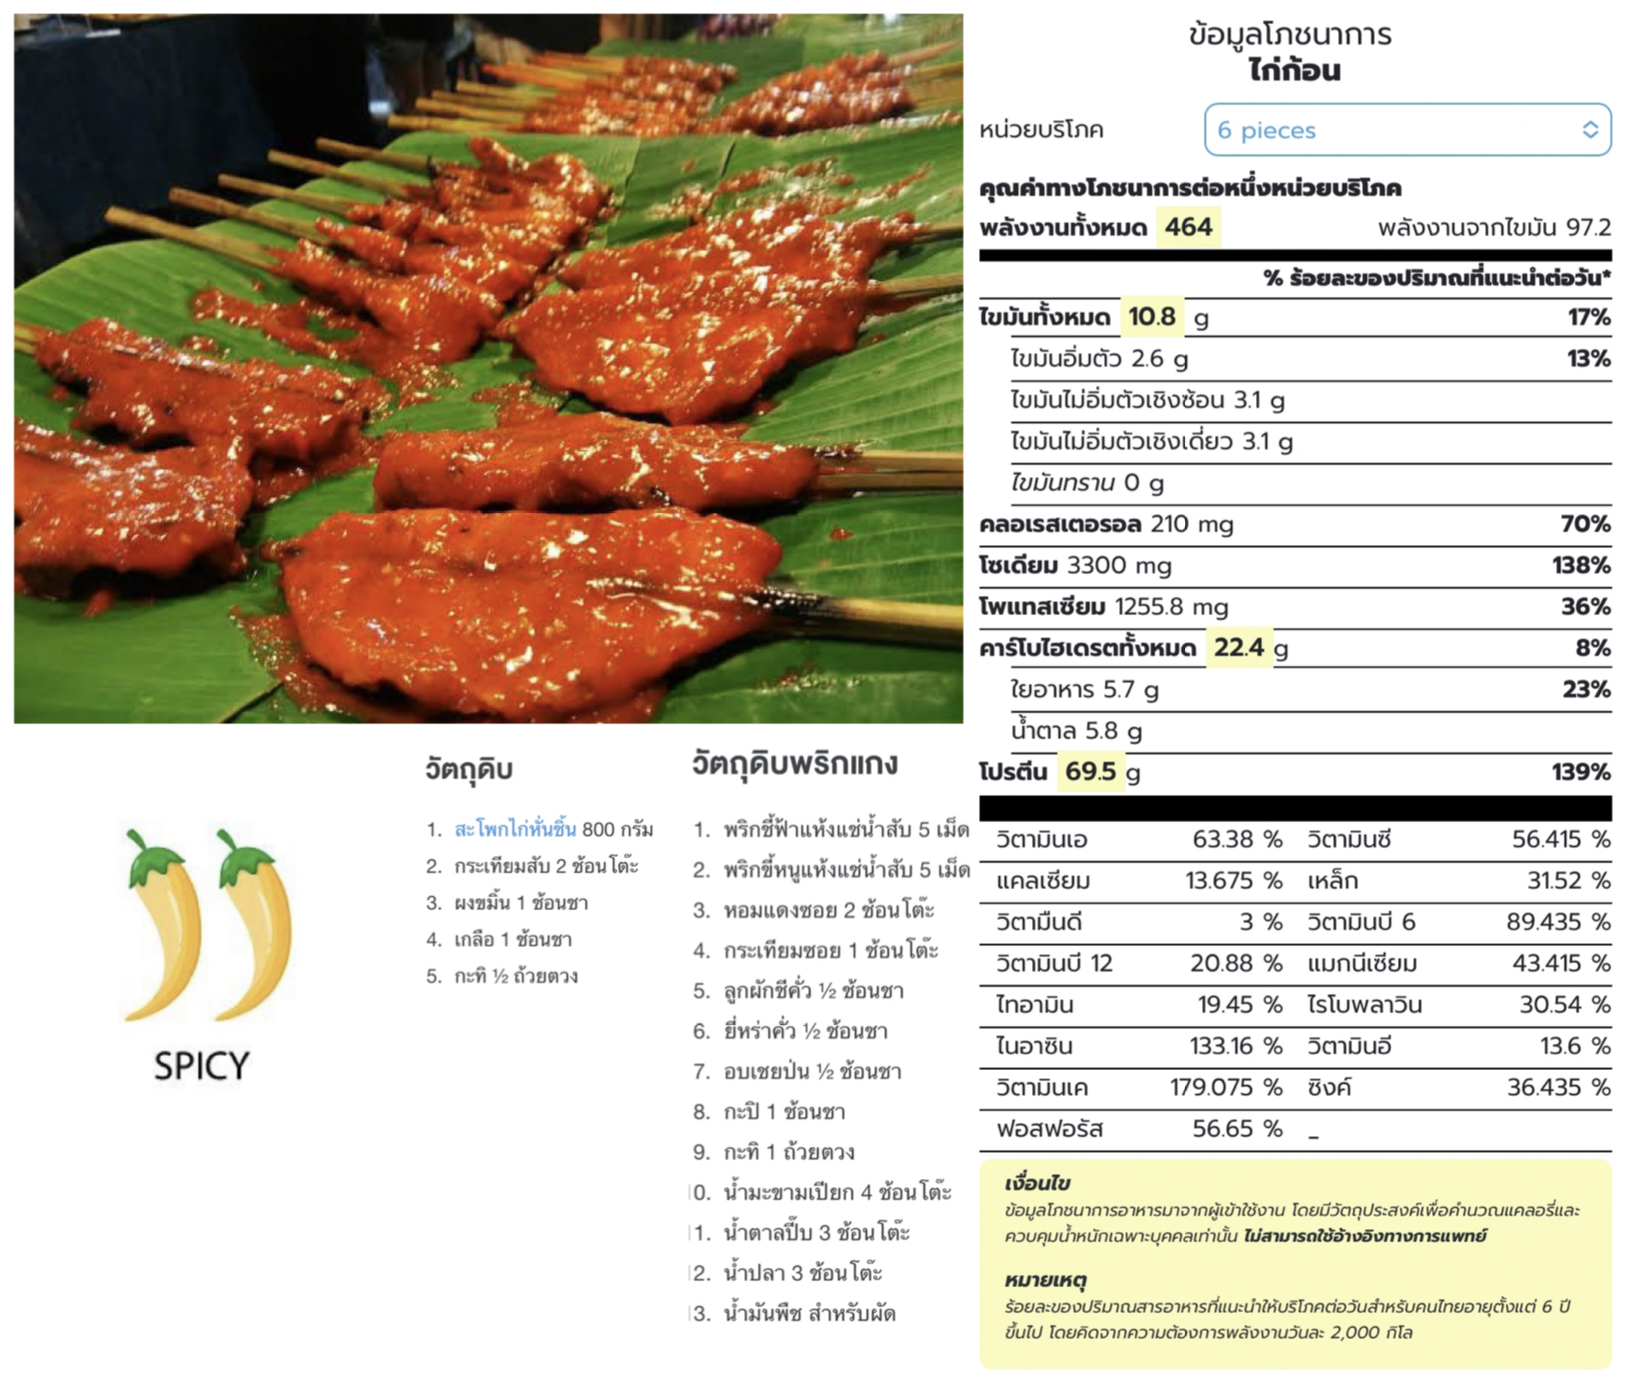 ข้อมูลโภชนาการ
ไก่ก้อน
หน่วยบริโภค 6 pieces
คุณค่าทางโภชนาการต่อหนึ่งหน่วยบริโภค
พลังงานทั้งหมด 464 พลังงานจากไขมัน 97.2
% ร้อยละของปริมาณที่แนะนำต่อวัน*
ไขมันทั้งหมด 10.8 g 17%
ไขมันอิ่มตัว 2.6 g 13%
ไขมันไม่อิ่มตัวเชิงซ้อน 3.1 g
ไขมันไม่อิ่มตัวเชิงเดี่ยว 3.1 g
ไขมันทราน 0 g
คลอเรสเตอรอล 210 mg 70%
โซเดียม 3300 mg 138%
โพแทสเซียม 1255.8 mg 36%
คาร์โบไฮเดรตทั้งหมด 22.4 g 8%
ใยอาหาร 5.7 g 23%
น้ำตาล 5.8 g
โปรตีน 69.5 g 139%
วิตามินเอ 63.38 % วิตามินซี 56.415 %
แคลเซียม 13.675 % เหล็ก 31.52 %
วิตามืนดี 3 % วิตามินบี 6 89.435 %
วิตามินบี 12 20.88 % แมกนีเซียม 43.415 %
ไทอามิน 19.45 % ไรโบพลาวิน 30.54 %
ไนอาซิน 133.16 % วิตามินอี 13.6 %
วิตามินเค 179.075 % ซิงค์ 36.435 %
ฟอสฟอรัส 56.65 % _
เงื่อนไข
ข้อมูลโภชนาการอาหารมาจากผู้เข้าใช้งาน โดยมีวัตถุประสงค์เพื่อคำนวณแคลอรี่และ
ควบคุมน้ำหนักเฉพาะบุคคลเท่านั้น ไม่สามารถใช้อ้างอิงทางการแพทย์
หมายเหตุ
ร้อยละของปริมาณสารอาหารที่แนะนำให้บริโภคต่อวันสำหรับคนไทยอายุตั้งแต่ 6 ปี
ขึ้นไป โดยคิดจากความต้องการพลังงานวันละ 2,000 กิโล
SPICY
วัตถุดิบ
1. สะโพกไก่หั่นชิ้น 800 กรัม
2. กระเทียมสับ 2 ช้อนโต๊ะ
3. ผงขมิ้น 1 ช้อนชา
4. เกลือ 1 ช้อนชา
5. กะทิ ½ ถ้วยตวง
วัตถุดิบพริกแกง
1. พริกชี้ฟ้าแห้งแช่น้ำสับ 5 เม็ด
2. พริกขี้หนูแห้งแช่น้ำสับ 5 เม็ด
3. หอมแดงซอย 2 ช้อนโต๊ะ
4. กระเทียมซอย 1 ช้อนโต๊ะ
5. ลูกผักชีคั่ว ½ ช้อนชา
6. ยี่หร่าคั่ว ½ ช้อนชา
7. อบเชยป่น ½ ช้อนชา
8. กะปิ 1 ช้อนชา
9. กะทิ 1 ถ้วยตวง
10. น้ำมะขามเปียก 4 ช้อนโต๊ะ
11. น้ำตาลปี๊บ 3 ช้อนโต๊ะ
12. น้ำปลา 3 ช้อนโต๊ะ
13. น้ำมันพืช สำหรับผัด